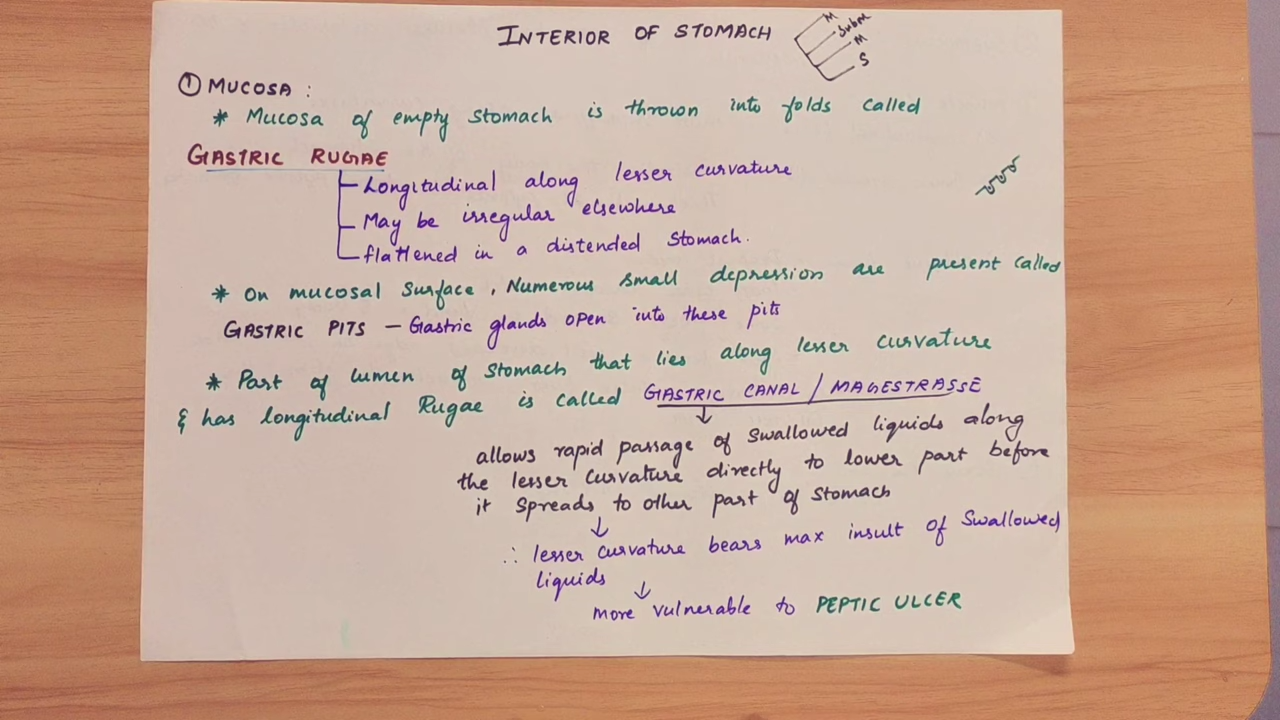 INTERIOR OF STOMACH
M
SubM
M
S
① MUCOSA :
* Mucosa of empty Stomach is thrown into folds called
GASTRIC RUGAE
Longitudinal along lesser curvature
May be irregular elsewhere
flattened in a distended Stomach.
* On mucosal Surface, Numerous small depression are present called
GASTRIC PITS – Gastric glands open into these pits
* Part of lumen of Stomach that lies along lesser curvature
& has longitudinal Rugae is called GASTRIC CANAL / MAGESTRASSE
↓
allows rapid passage of Swallowed liquids along
the lesser Curvature directly to lower part before
it Spreads to other part of Stomach
↓
∴ lesser curvature bears max insult of Swallowed
liquids
↓
more vulnerable to PEPTIC ULCER